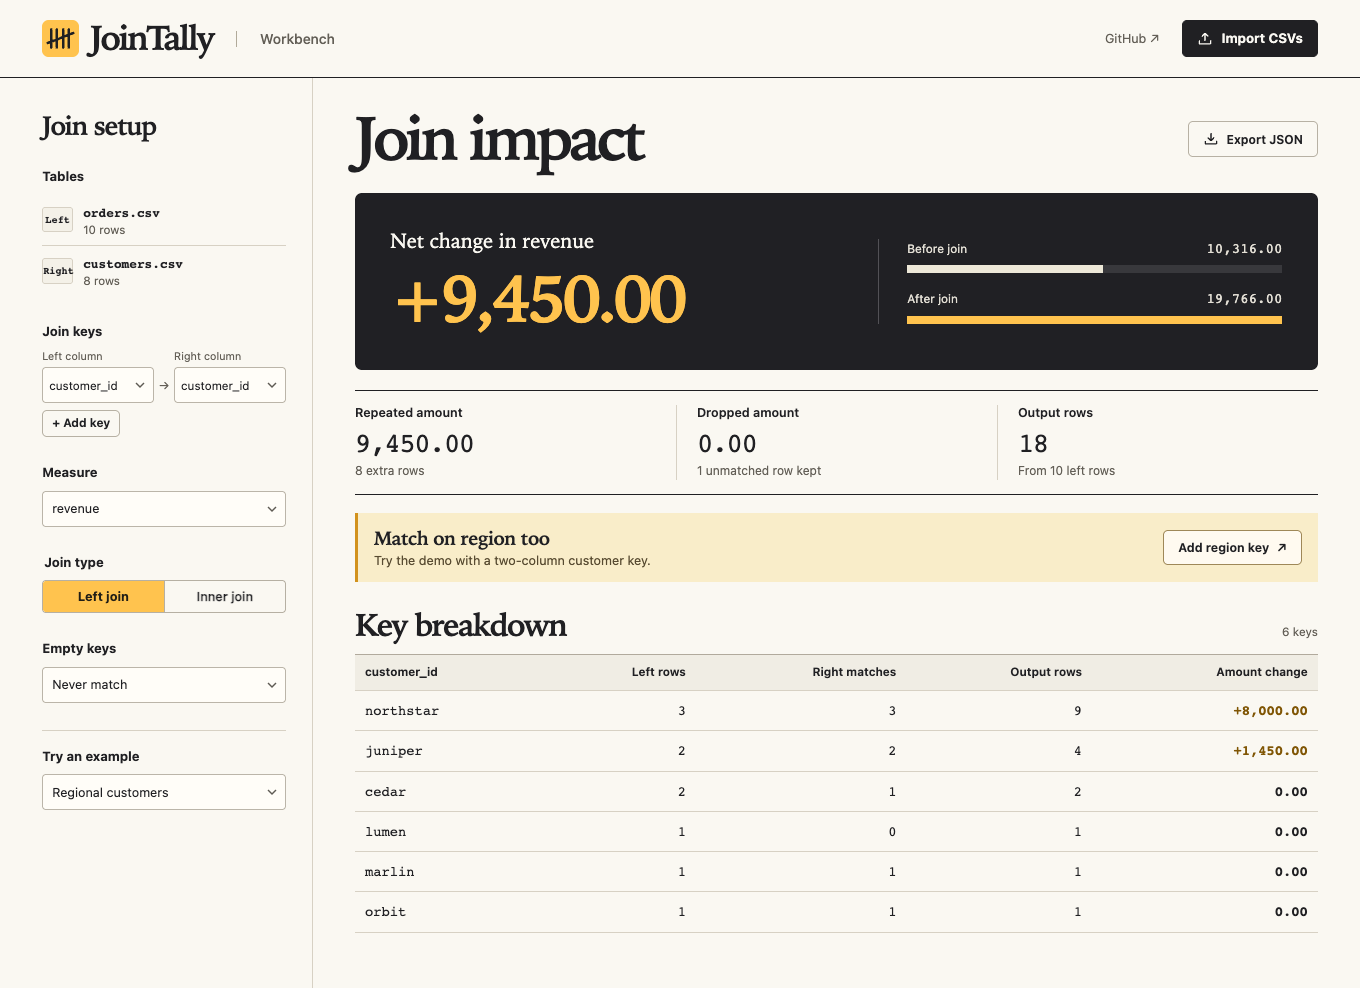 JoinTally
Workbench
GitHub ↗
Import CSVs
Join setup
Tables
Left
orders.csv
10 rows
Right
customers.csv
8 rows
Join keys
Left column
Right column
customer_id
→
customer_id
+ Add key
Measure
revenue
Join type
Left join
Inner join
Empty keys
Never match
Try an example
Regional customers
Join impact
Export JSON
Net change in revenue
+9,450.00
Before join
10,316.00
After join
19,766.00
Repeated amount
9,450.00
8 extra rows
Dropped amount
0.00
1 unmatched row kept
Output rows
18
From 10 left rows
Match on region too
Try the demo with a two-column customer key.
Add region key ↗
Key breakdown
6 keys
customer_id Left rows Right matches Output rows Amount change
northstar 3 3 9 +8,000.00
juniper 2 2 4 +1,450.00
cedar 2 1 2 0.00
lumen 1 0 1 0.00
marlin 1 1 1 0.00
orbit 1 1 1 0.00